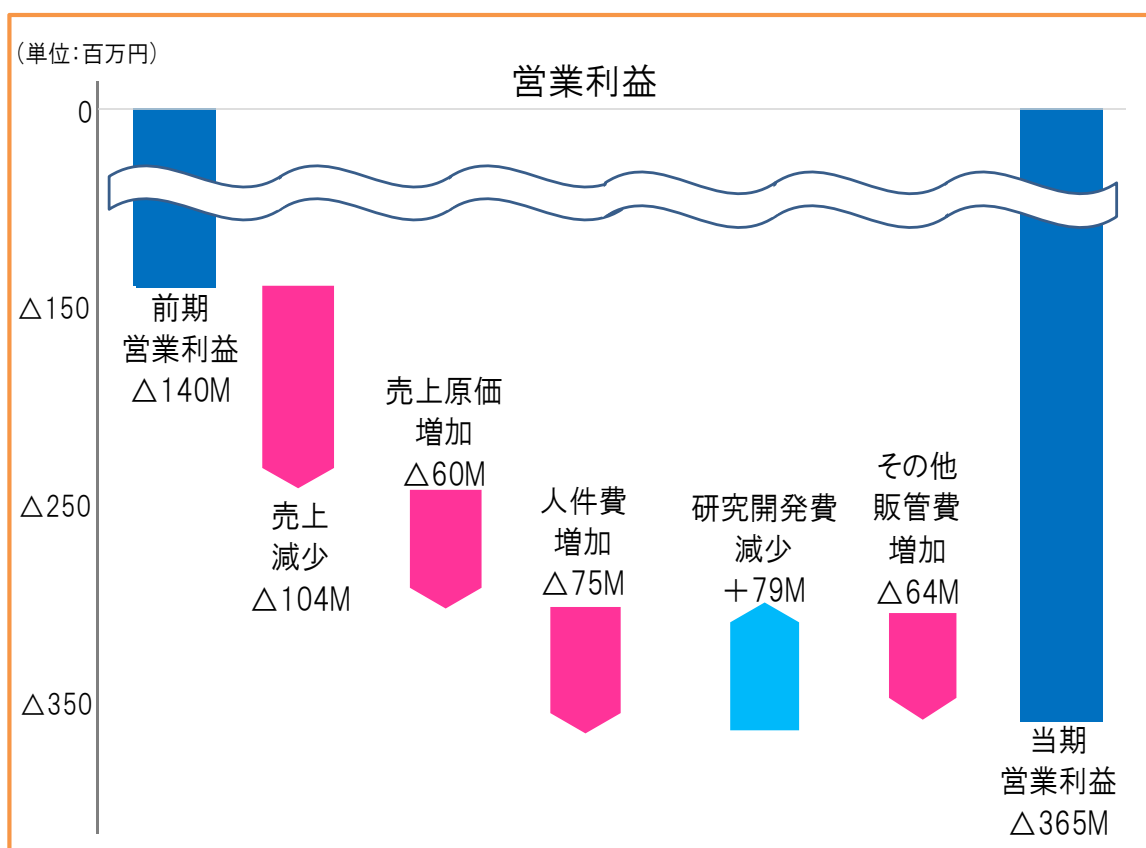 (単位：百万円)
営業利益
0
△150
△250
△350
前期
営業利益
△140M
売上
減少
△104M
売上原価
増加
△60M
人件費
増加
△75M
研究開発費
減少
＋79M
その他
販管費
増加
△64M
当期
営業利益
△365M